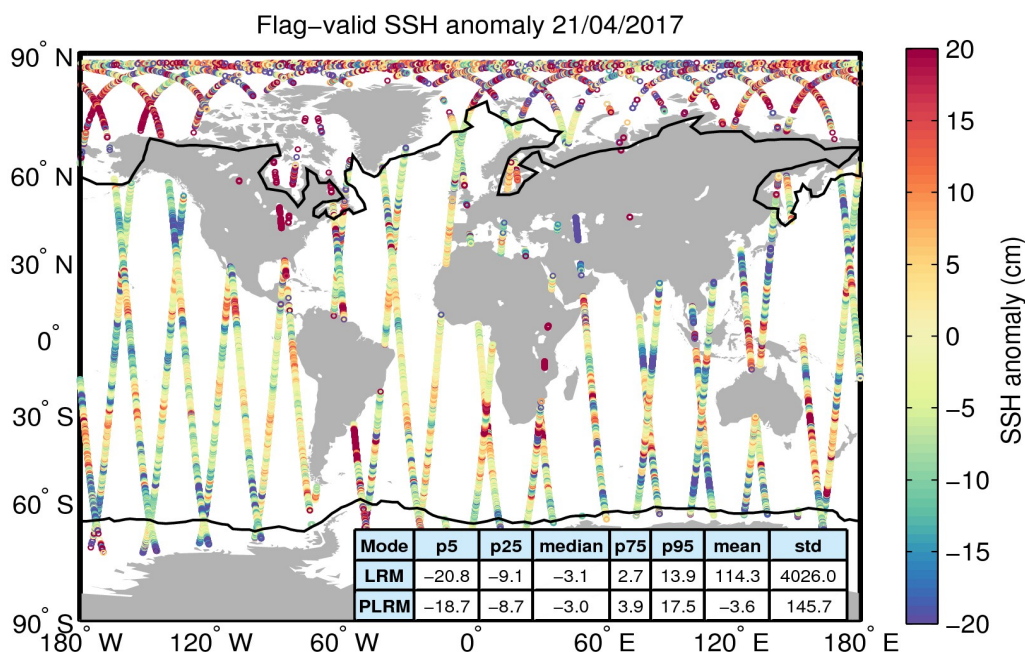 Flag−valid SSH anomaly 21/04/2017
90° N
60° N
30° N
0°
30° S
60° S
90° S
180° W
120° W
60° W
0°
60° E
120° E
180° E
Mode p5 p25 median p75 p95 mean std
LRM −20.8 −9.1 −3.1 2.7 13.9 114.3 4026.0
PLRM −18.7 −8.7 −3.0 3.9 17.5 −3.6 145.7
20
15
10
5
0
−5
−10
−15
−20
SSH anomaly (cm)